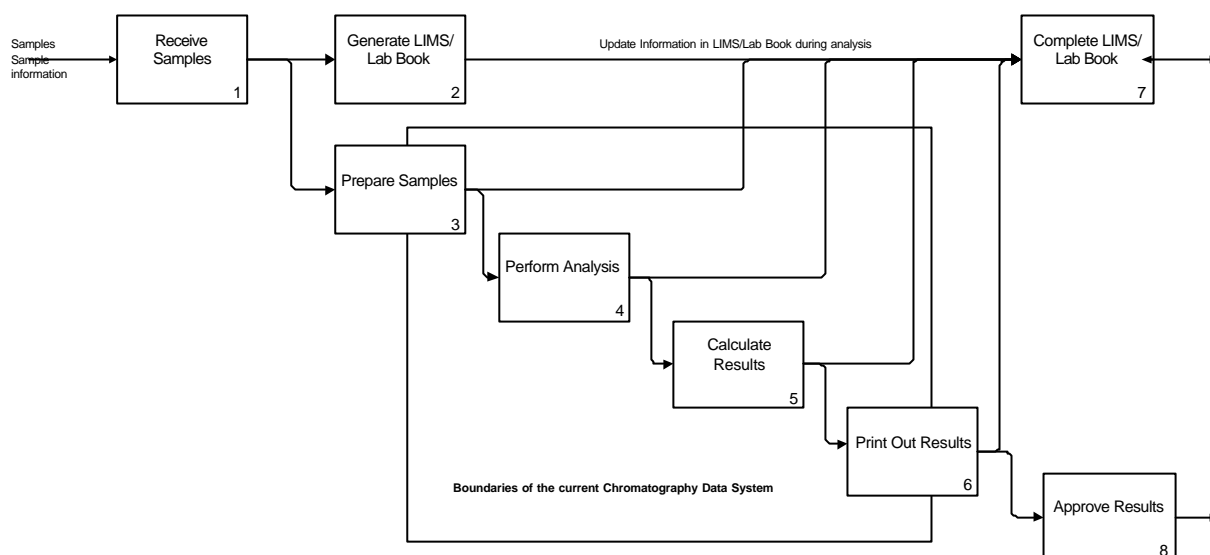 Samples
Sample
information
Receive
Samples
1
Generate LIMS/
Lab Book
2
Update Information in LIMS/Lab Book during analysis
Complete LIMS/
Lab Book
7
Prepare Samples
3
Perform Analysis
4
Calculate
Results
5
Print Out Results
6
Boundaries of the current Chromatography Data System
Approve Results
8